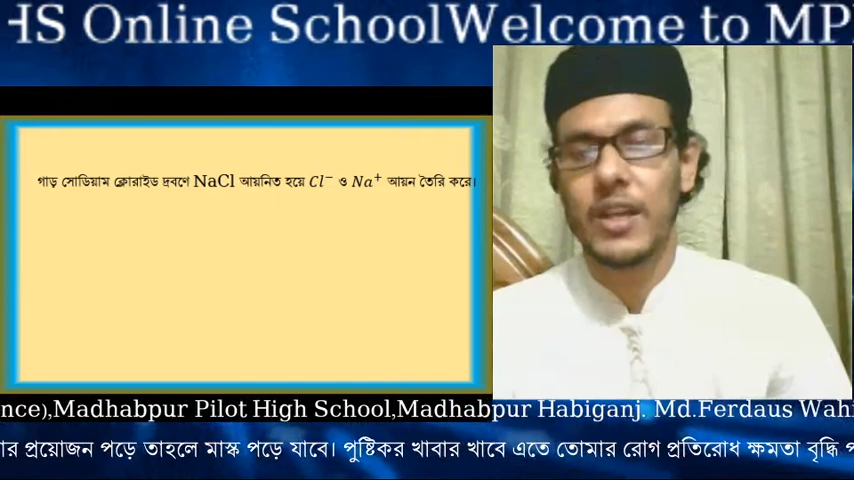 HS Online SchoolWelcome to MP
গাড় সোডিয়াম ক্লোরাইড দ্রবণে NaCl আয়নিত হয়ে Cl⁻ ও Na⁺ আয়ন তৈরি করে।
nce),Madhabpur Pilot High School,Madhabpur Habiganj. Md.Ferdaus Wah
র প্রয়োজন পড়ে তাহলে মাস্ক পড়ে যাবে। পুষ্টিকর খাবার খাবে এতে তোমার রোগ প্রতিরোধ ক্ষমতা বৃদ্ধি প